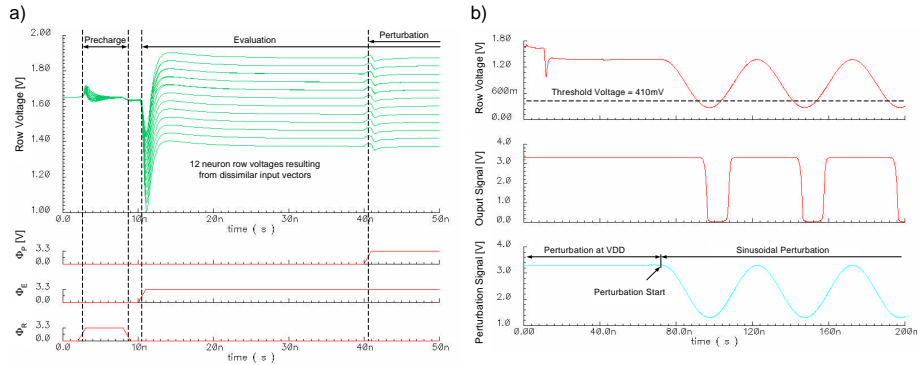 a)
Precharge
Evaluation
Perturbation
Row Voltage [V]
2.00
1.80
1.60
1.40
1.20
1.00
12 neuron row voltages resulting
from dissimilar input vectors
0.0 10n 20n 30n 40n 50n
time ( s )
ΦP [V]
3.3
0.0
ΦE
3.3
0.0
ΦR
3.3
0.0
0.0 10n 20n 30n 40n 50n
time ( s )
b)
Row Voltage [V]
1.80
1.20
600m
0.00
Threshold Voltage = 410mV
Ouput Signal [V]
4.0
3.0
2.0
1.0
0.0
Perturbation Signal [V]
Perturbation at VDD
Sinusoidal Perturbation
Perturbation Start
4.0
3.0
2.0
1.0
0.00 40.0n 80.0n 120n 160n 200n
time ( s )